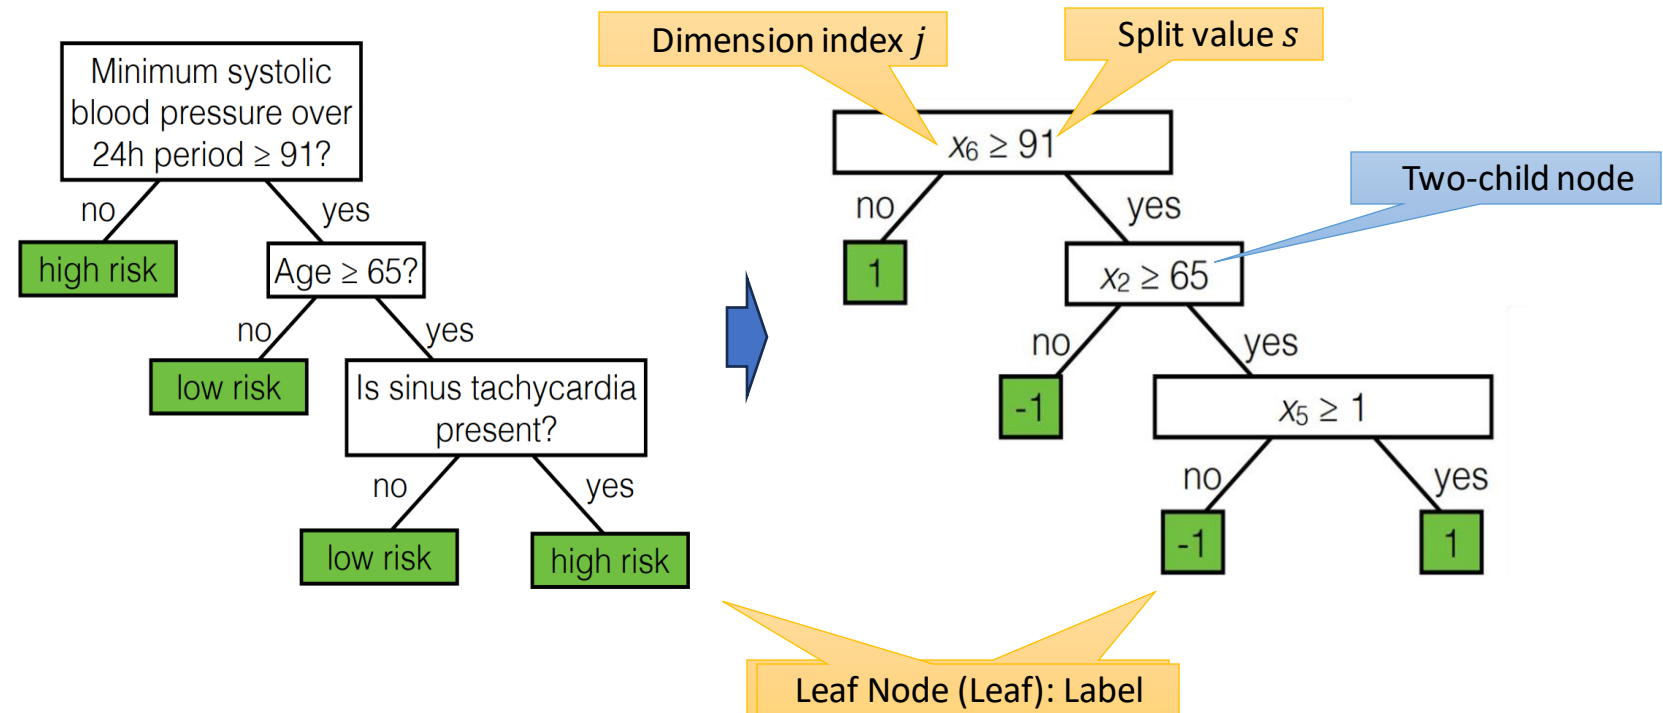 Dimension index j
Split value s
Minimum systolic
blood pressure over
24h period ≥ 91?
no
yes
high risk
Age ≥ 65?
no
yes
low risk
Is sinus tachycardia
present?
no
yes
low risk
high risk
x₆ ≥ 91
Two-child node
no
yes
1
x₂ ≥ 65
no
yes
-1
x₅ ≥ 1
no
yes
-1
1
Leaf Node (Leaf): Label